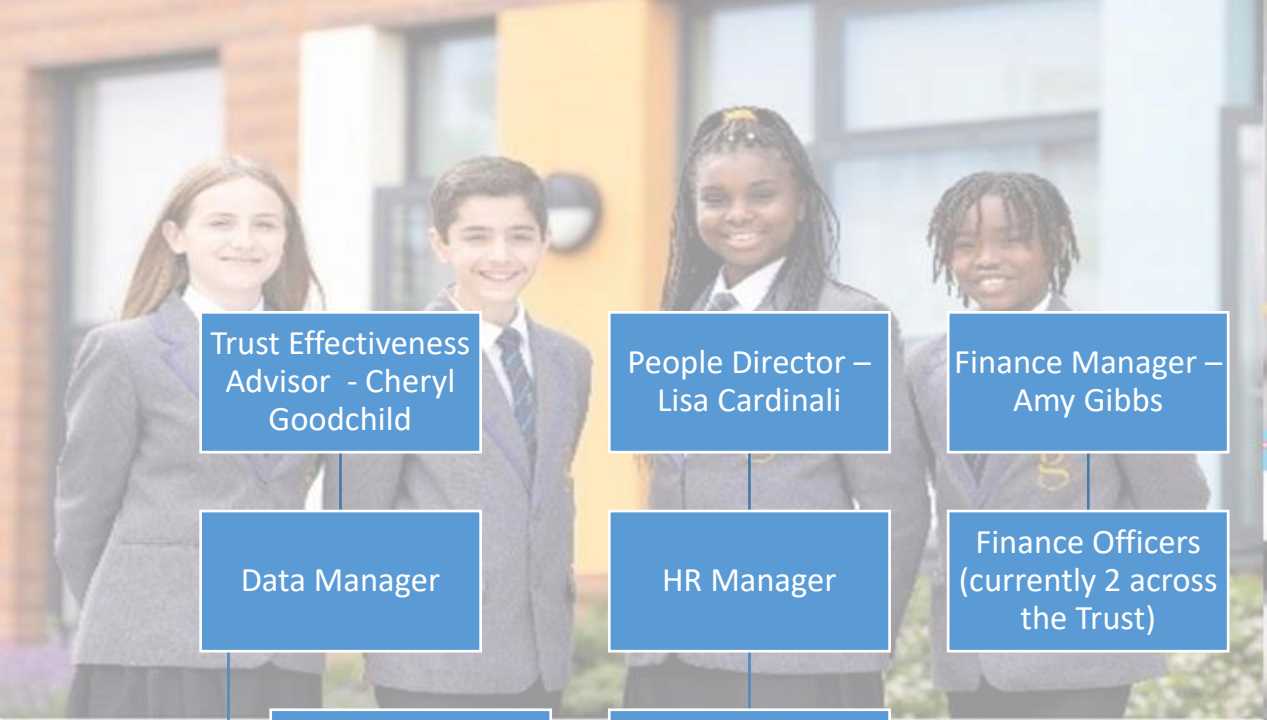 Trust Effectiveness
Advisor - Cheryl
Goodchild
People Director –
Lisa Cardinali
Finance Manager –
Amy Gibbs
Data Manager
HR Manager
Finance Officers
(currently 2 across
the Trust)